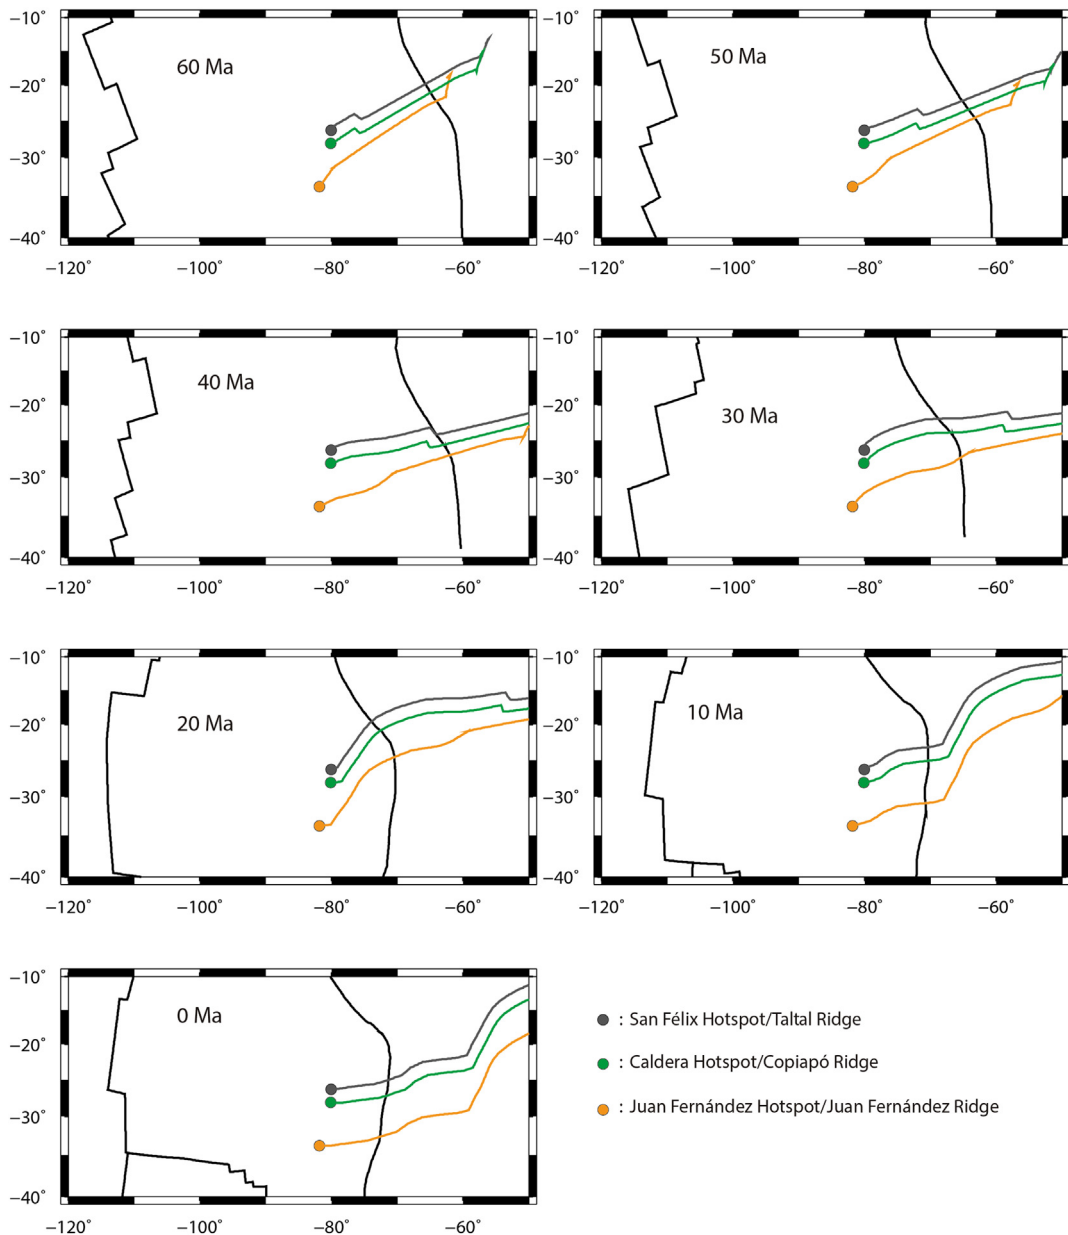 −10˚
−20˚
−30˚
−40˚
60 Ma
−120˚ −100˚ −80˚ −60˚
−10˚
−20˚
−30˚
−40˚
50 Ma
−120˚ −100˚ −80˚ −60˚
−10˚
−20˚
−30˚
−40˚
40 Ma
−120˚ −100˚ −80˚ −60˚
−10˚
−20˚
−30˚
−40˚
30 Ma
−120˚ −100˚ −80˚ −60˚
−10˚
−20˚
−30˚
−40˚
20 Ma
−120˚ −100˚ −80˚ −60˚
−10˚
−20˚
−30˚
−40˚
10 Ma
−120˚ −100˚ −80˚ −60˚
−10˚
−20˚
−30˚
−40˚
0 Ma
−120˚ −100˚ −80˚ −60˚
: San Félix Hotspot/Taltal Ridge
: Caldera Hotspot/Copiapó Ridge
: Juan Fernández Hotspot/Juan Fernández Ridge